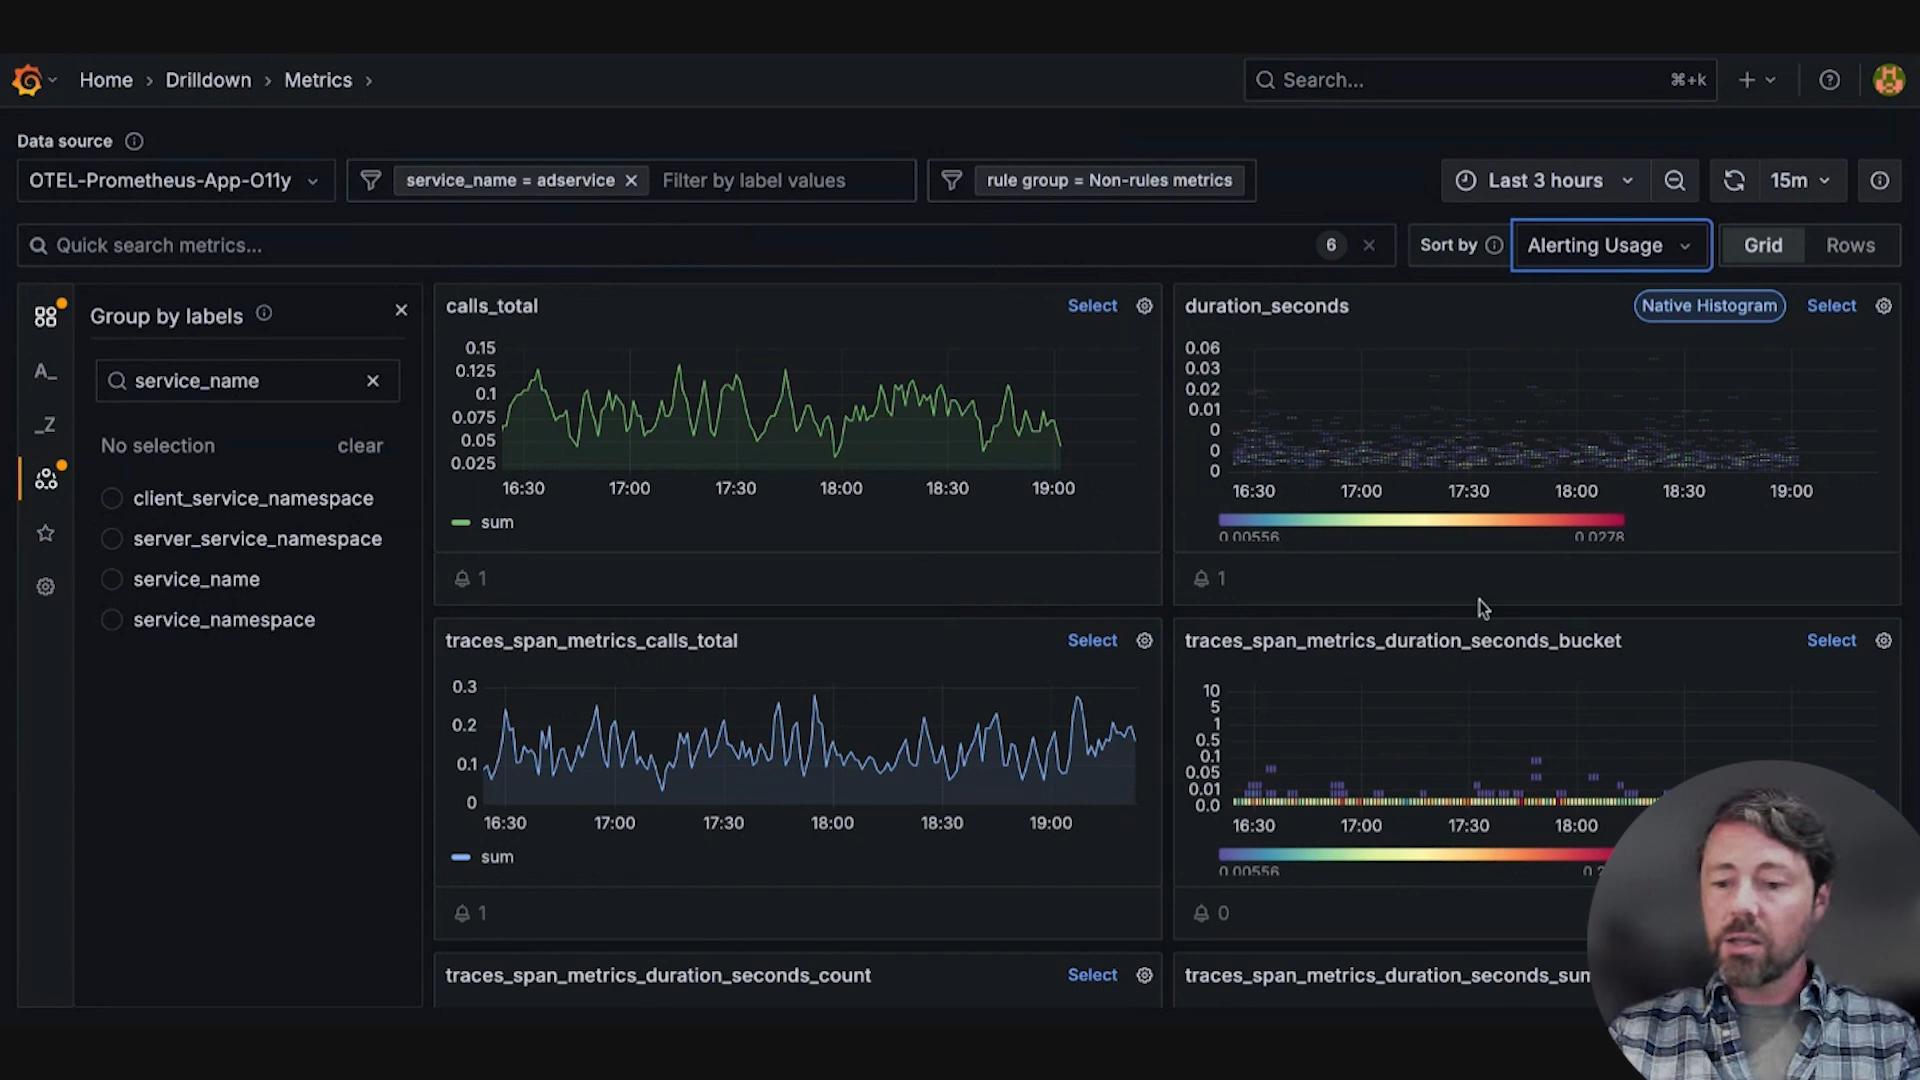 Home › Drilldown › Metrics ›
Search... ⌘+k
Data source
OTEL-Prometheus-App-O11y
service_name = adservice
Filter by label values
rule group = Non-rules metrics
Last 3 hours
15m
Quick search metrics...
6
Sort by
Alerting Usage
Grid
Rows
Group by labels
service_name
No selection
clear
client_service_namespace
server_service_namespace
service_name
service_namespace
A_
_Z
calls_total
Select
0.15
0.125
0.1
0.075
0.05
0.025
16:30 17:00 17:30 18:00 18:30 19:00
sum
1
duration_seconds
Native Histogram
Select
0.06
0.03
0.02
0.01
0
0
0
16:30 17:00 17:30 18:00 18:30 19:00
0.00556 0.0278
1
traces_span_metrics_calls_total
Select
0.3
0.2
0.1
0
16:30 17:00 17:30 18:00 18:30 19:00
sum
1
traces_span_metrics_duration_seconds_bucket
Select
10
5
1
0.5
0.1
0.05
0.01
0.0
16:30 17:00 17:30 18:00
0.00556
0
traces_span_metrics_duration_seconds_count
Select
traces_span_metrics_duration_seconds_sum